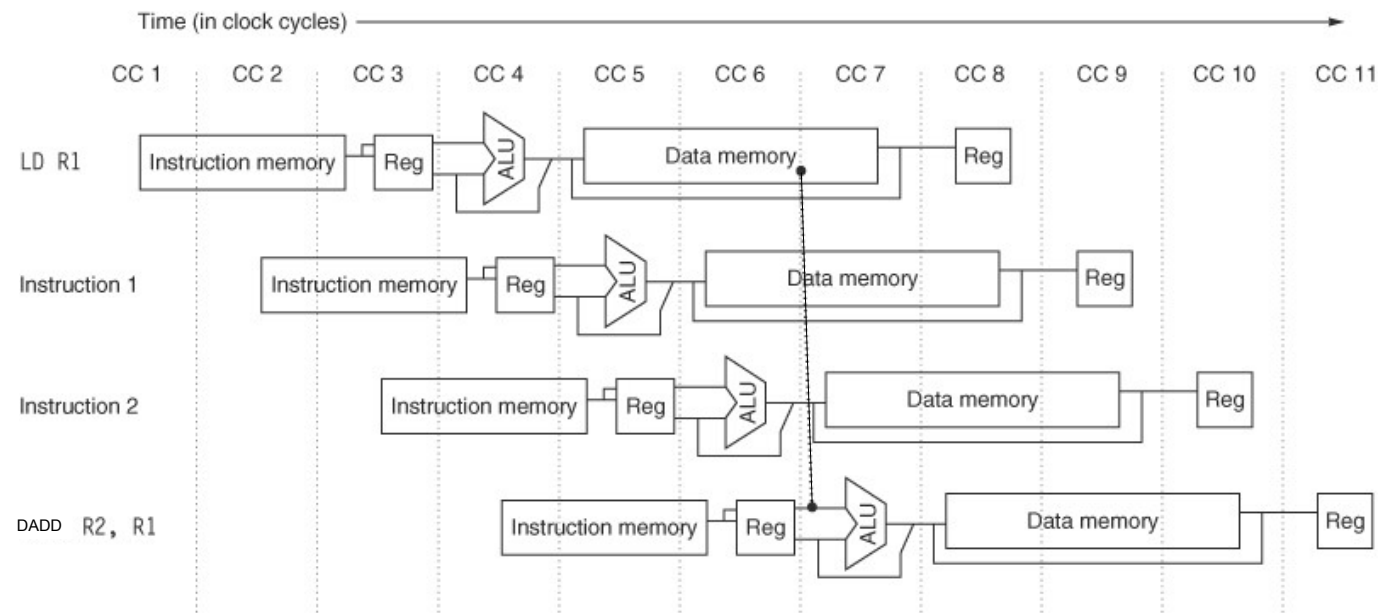 Time (in clock cycles)
CC 1 CC 2 CC 3 CC 4 CC 5 CC 6 CC 7 CC 8 CC 9 CC 10 CC 11
LD R1 Instruction memory Reg ALU Data memory Reg
Instruction 1 Instruction memory Reg ALU Data memory Reg
Instruction 2 Instruction memory Reg ALU Data memory Reg
DADD R2, R1 Instruction memory Reg ALU Data memory Reg